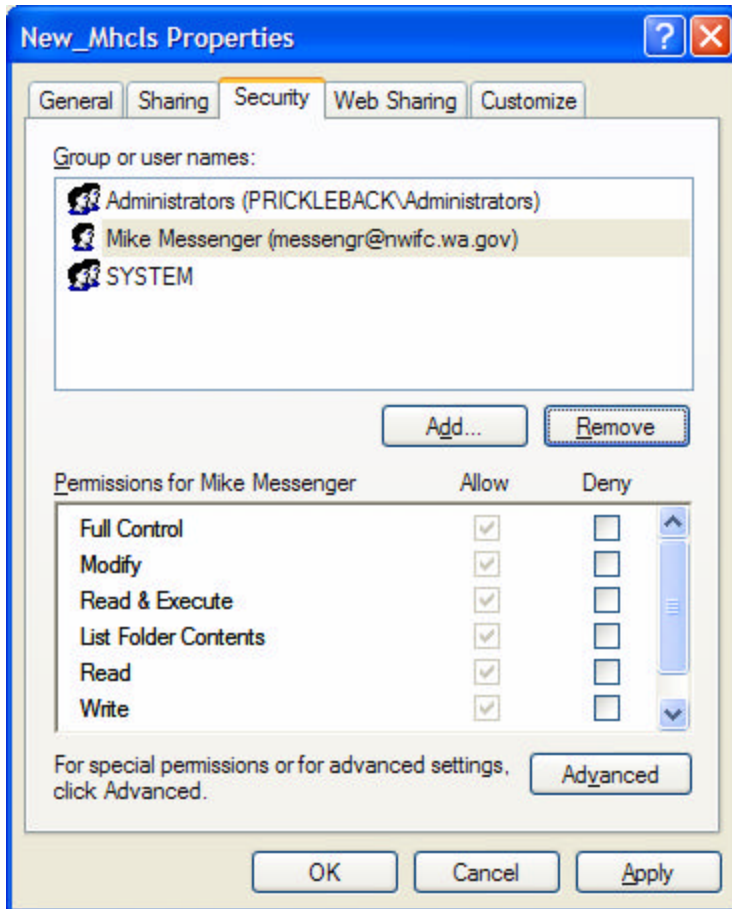 New_Mhcls Properties
General Sharing Security Web Sharing Customize
Group or user names:
Administrators (PRICKLEBACK\Administrators)
Mike Messenger (messengr@nwifc.wa.gov)
SYSTEM
Add... Remove
Permissions for Mike Messenger Allow Deny
Full Control
Modify
Read & Execute
List Folder Contents
Read
Write
For special permissions or for advanced settings,
click Advanced.
Advanced
OK Cancel Apply